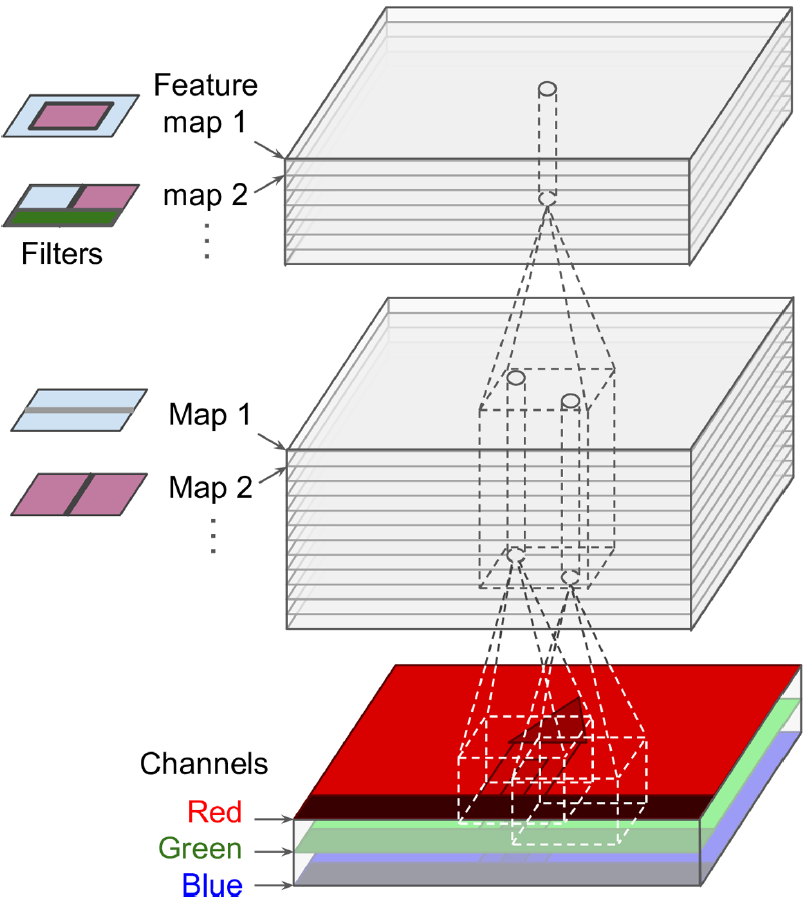 Feature
map 1
map 2
Filters
Map 1
Map 2
Channels
Red
Green
Blue